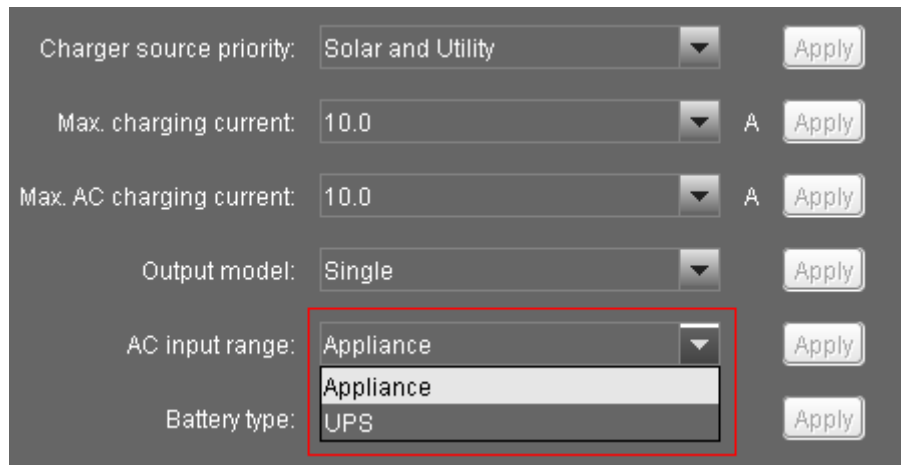 Charger source priority: Solar and Utility Apply
Max. charging current: 10.0 A Apply
Max. AC charging current: 10.0 A Apply
Output model: Single Apply
AC input range: Appliance Apply
Appliance
Battery type: UPS Apply